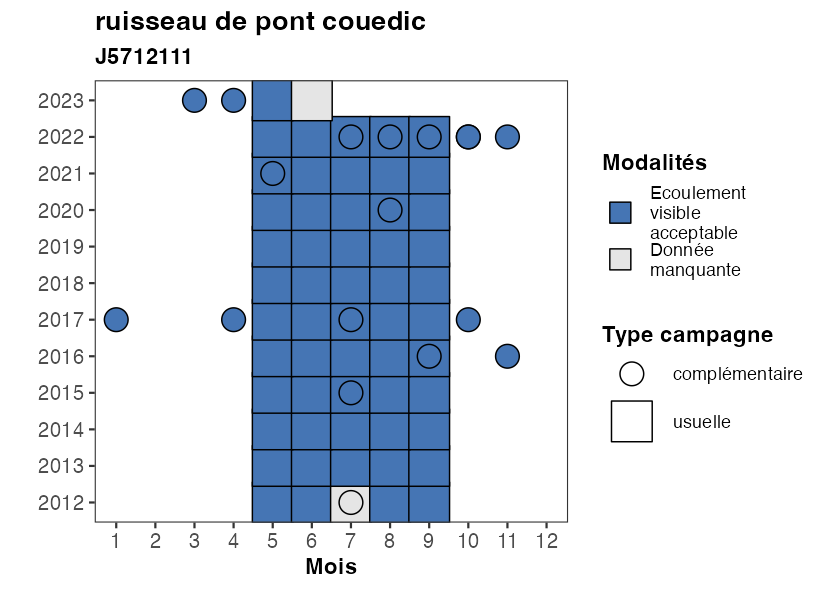 ruisseau de pont couedic
J5712111
2023
2022
2021
2020
2019
2018
2017
2016
2015
2014
2013
2012
1 2 3 4 5 6 7 8 9 10 11 12
Mois
Modalités
Ecoulement
visible
acceptable
Donnée
manquante
Type campagne
complémentaire
usuelle